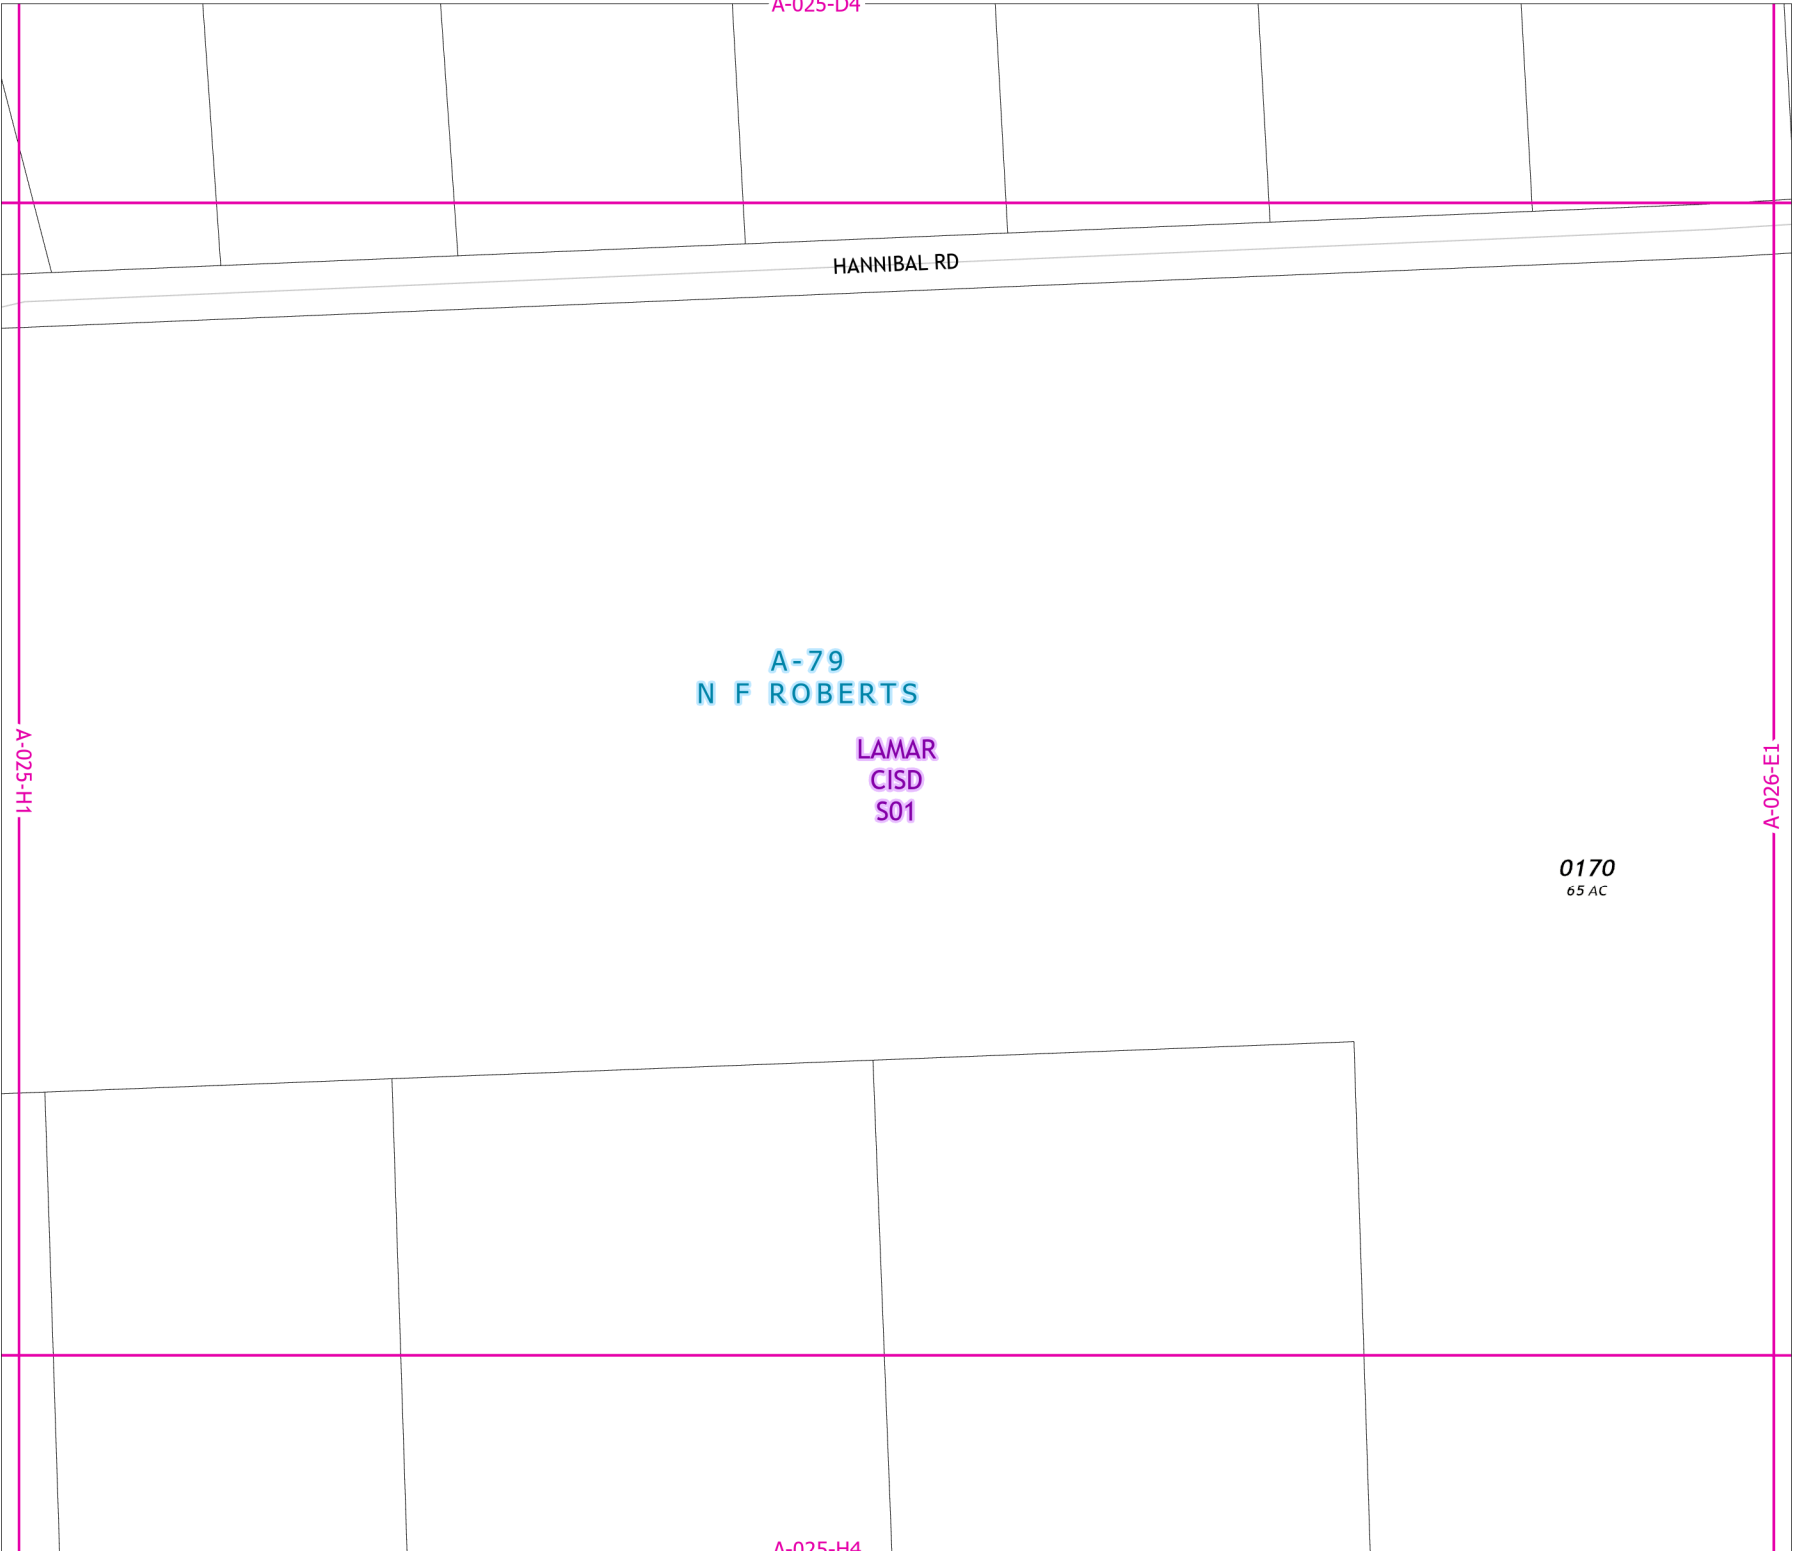 A-025-D4
HANNIBAL RD
A-79
N F ROBERTS
LAMAR
CISD
S01
A-025-H1
A-026-E1
0170
65 AC
A-025-H4